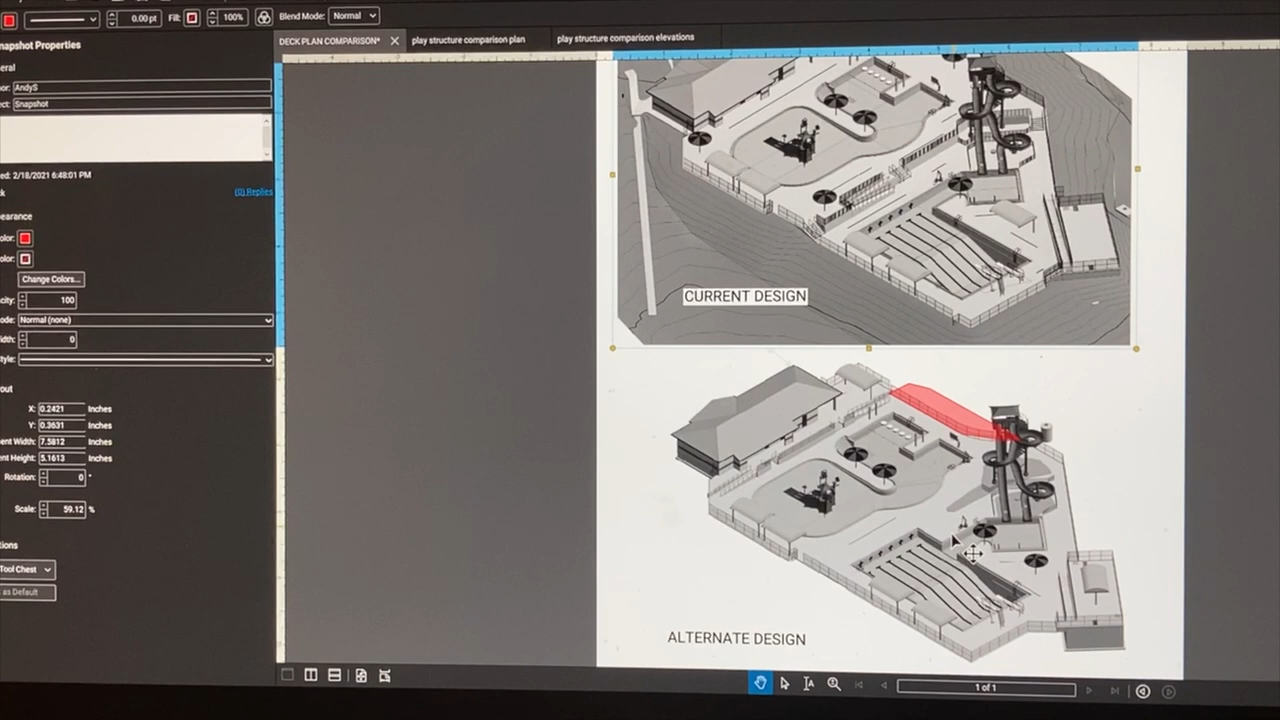 0.00 pt Fill: 100% Blend Mode: Normal
napshot Properties
DECK PLAN COMPARISON* play structure comparison plan play structure comparison elevations
eral
or: AndyS
ect: Snapshot
ed: 2/18/2021 6:48:01 PM
ck (0) Replies
pearance
olor:
olor:
Change Colors...
city: 100
ode: Normal (none)
idth: 0
tyle:
out
X: 0.2421 Inches
Y: 0.3631 Inches
ent Width: 7.5812 Inches
ent Height: 5.1613 Inches
Rotation: 0 °
Scale: 59.12 %
tions
Tool Chest
as Default
CURRENT DESIGN
ALTERNATE DESIGN
1 of 1